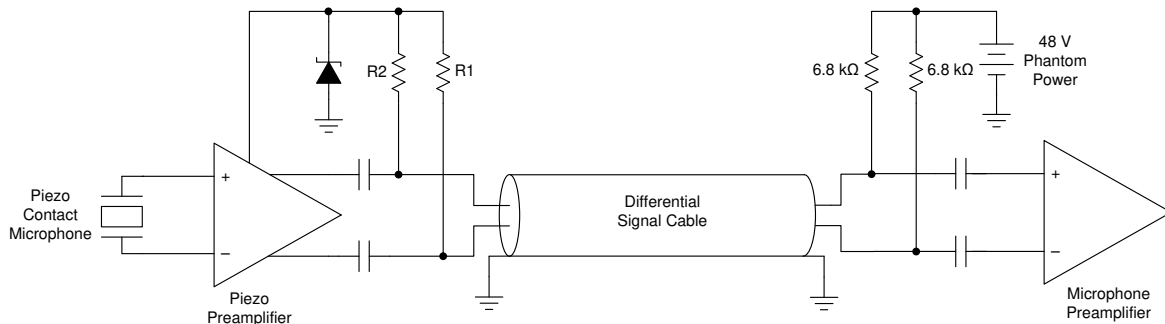 R2
R1
6.8 kΩ
6.8 kΩ
48 V
Phantom
Power
Piezo
Contact
Microphone
+
−
Piezo
Preamplifier
Differential
Signal Cable
+
−
Microphone
Preamplifier